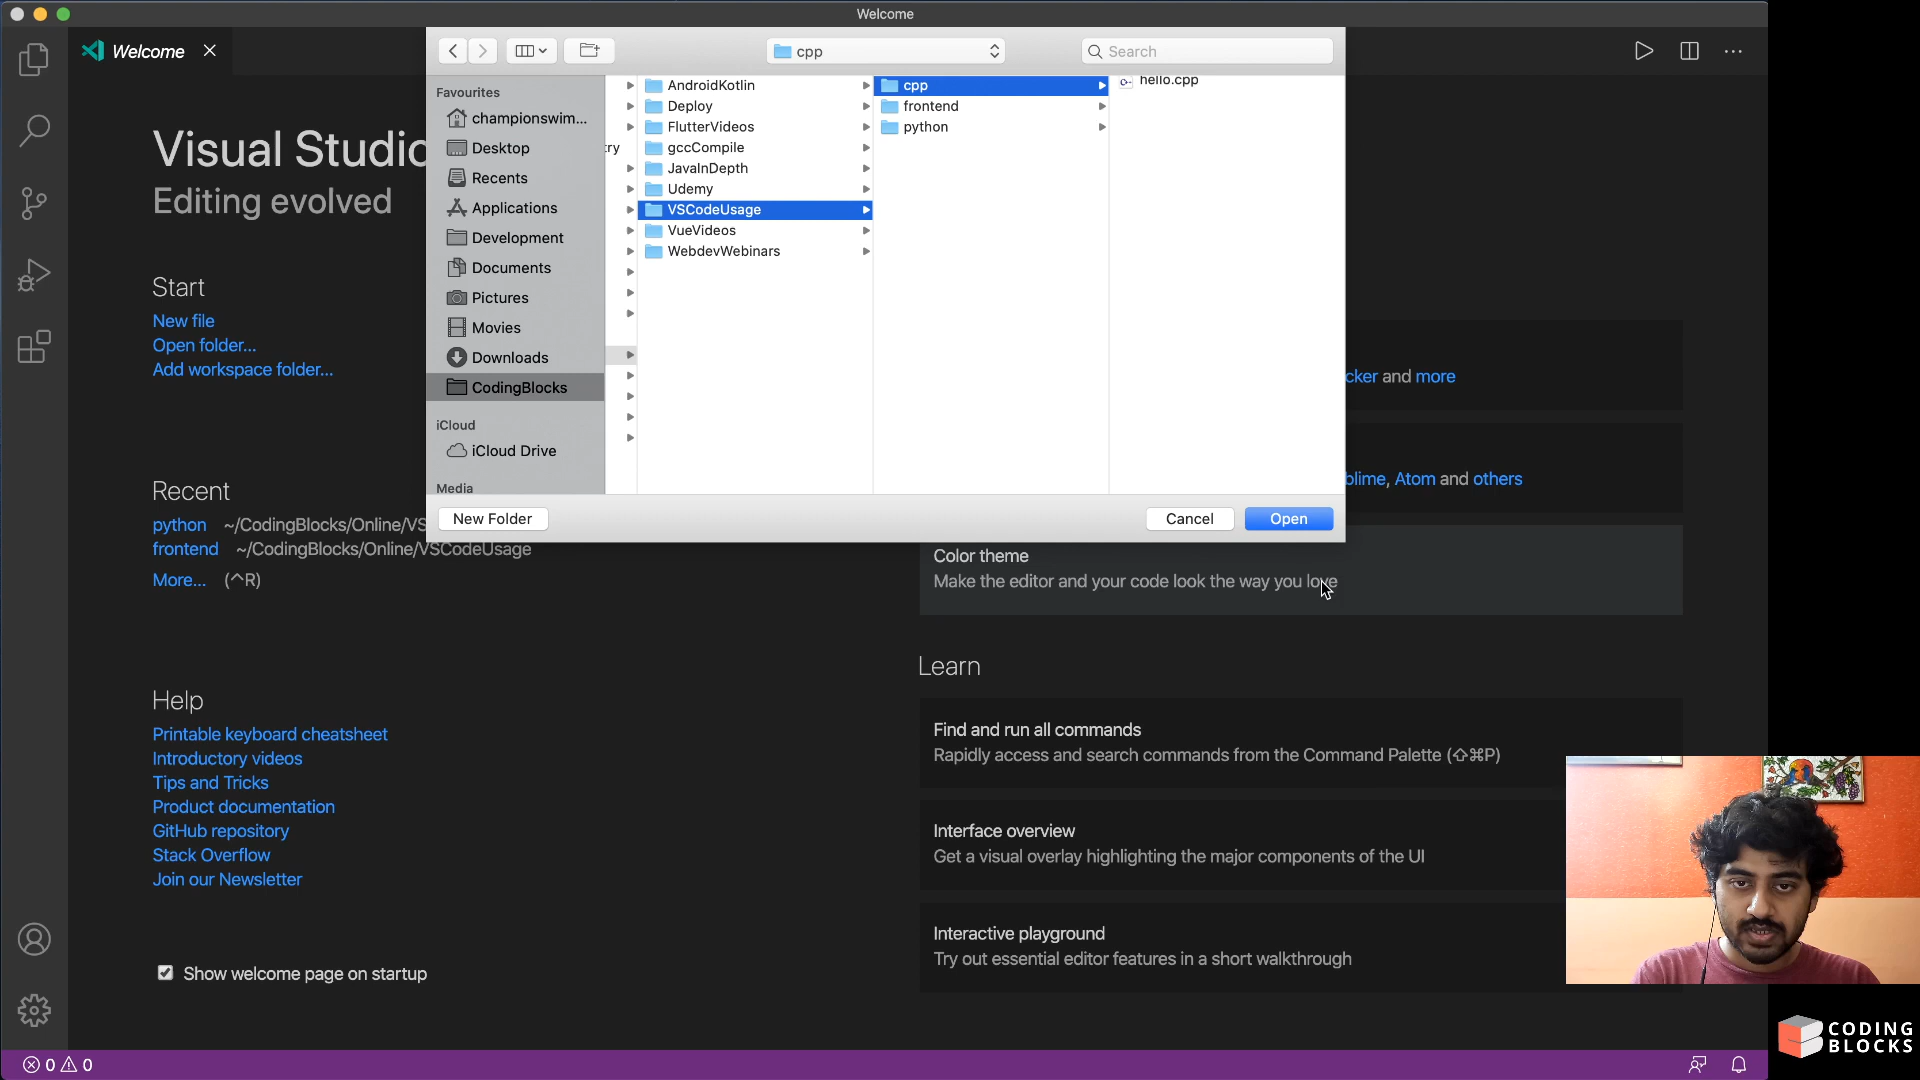 Welcome
Welcome
cpp
Search
Visual Studio
Editing evolved
Start
New file
Open folder...
Add workspace folder...
Recent
python ~/CodingBlocks/Online/VS
frontend ~/CodingBlocks/Online/VSCodeUsage
More... (^R)
Help
Printable keyboard cheatsheet
Introductory videos
Tips and Tricks
Product documentation
GitHub repository
Stack Overflow
Join our Newsletter
Show welcome page on startup
Favourites
championswim...
Desktop
Recents
Applications
Development
Documents
Pictures
Movies
Downloads
CodingBlocks
iCloud
iCloud Drive
Media
ry
AndroidKotlin
Deploy
FlutterVideos
gccCompile
JavaInDepth
Udemy
VSCodeUsage
VueVideos
WebdevWebinars
cpp
frontend
python
hello.cpp
New Folder
Cancel
Open
cker and more
blime, Atom and others
Color theme
Make the editor and your code look the way you love
Learn
Find and run all commands
Rapidly access and search commands from the Command Palette (⇧⌘P)
Interface overview
Get a visual overlay highlighting the major components of the UI
Interactive playground
Try out essential editor features in a short walkthrough
0 0
CODING
BLOCKS